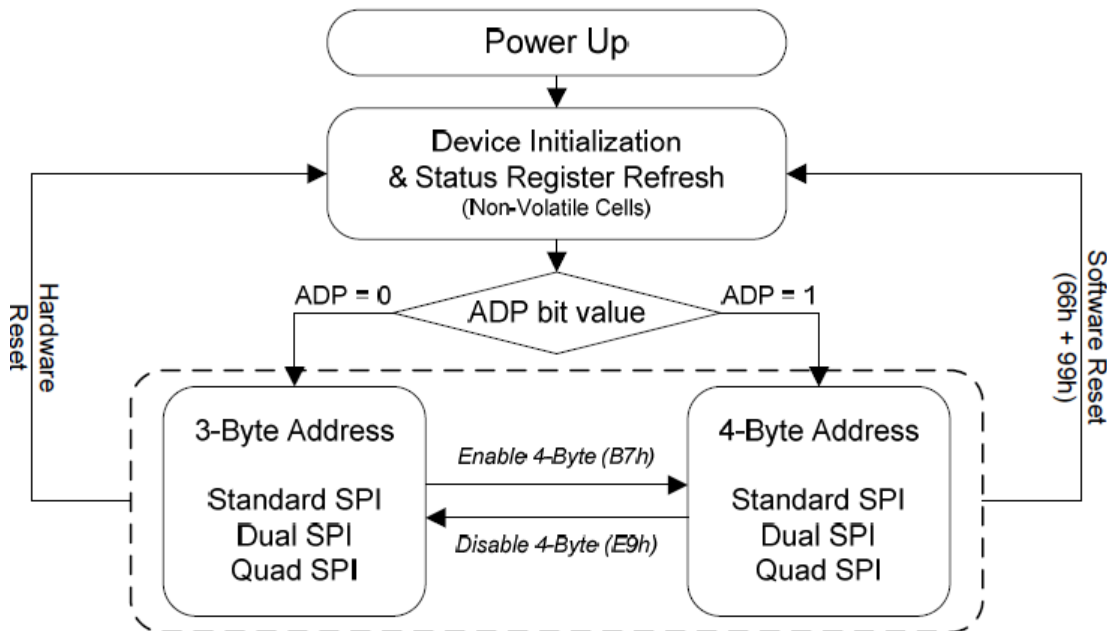 Power Up
Device Initialization
& Status Register Refresh
(Non-Volatile Cells)
ADP = 0
ADP bit value
ADP = 1
Hardware
Reset
Software Reset
(66h + 99h)
3-Byte Address
Standard SPI
Dual SPI
Quad SPI
Enable 4-Byte (B7h)
Disable 4-Byte (E9h)
4-Byte Address
Standard SPI
Dual SPI
Quad SPI